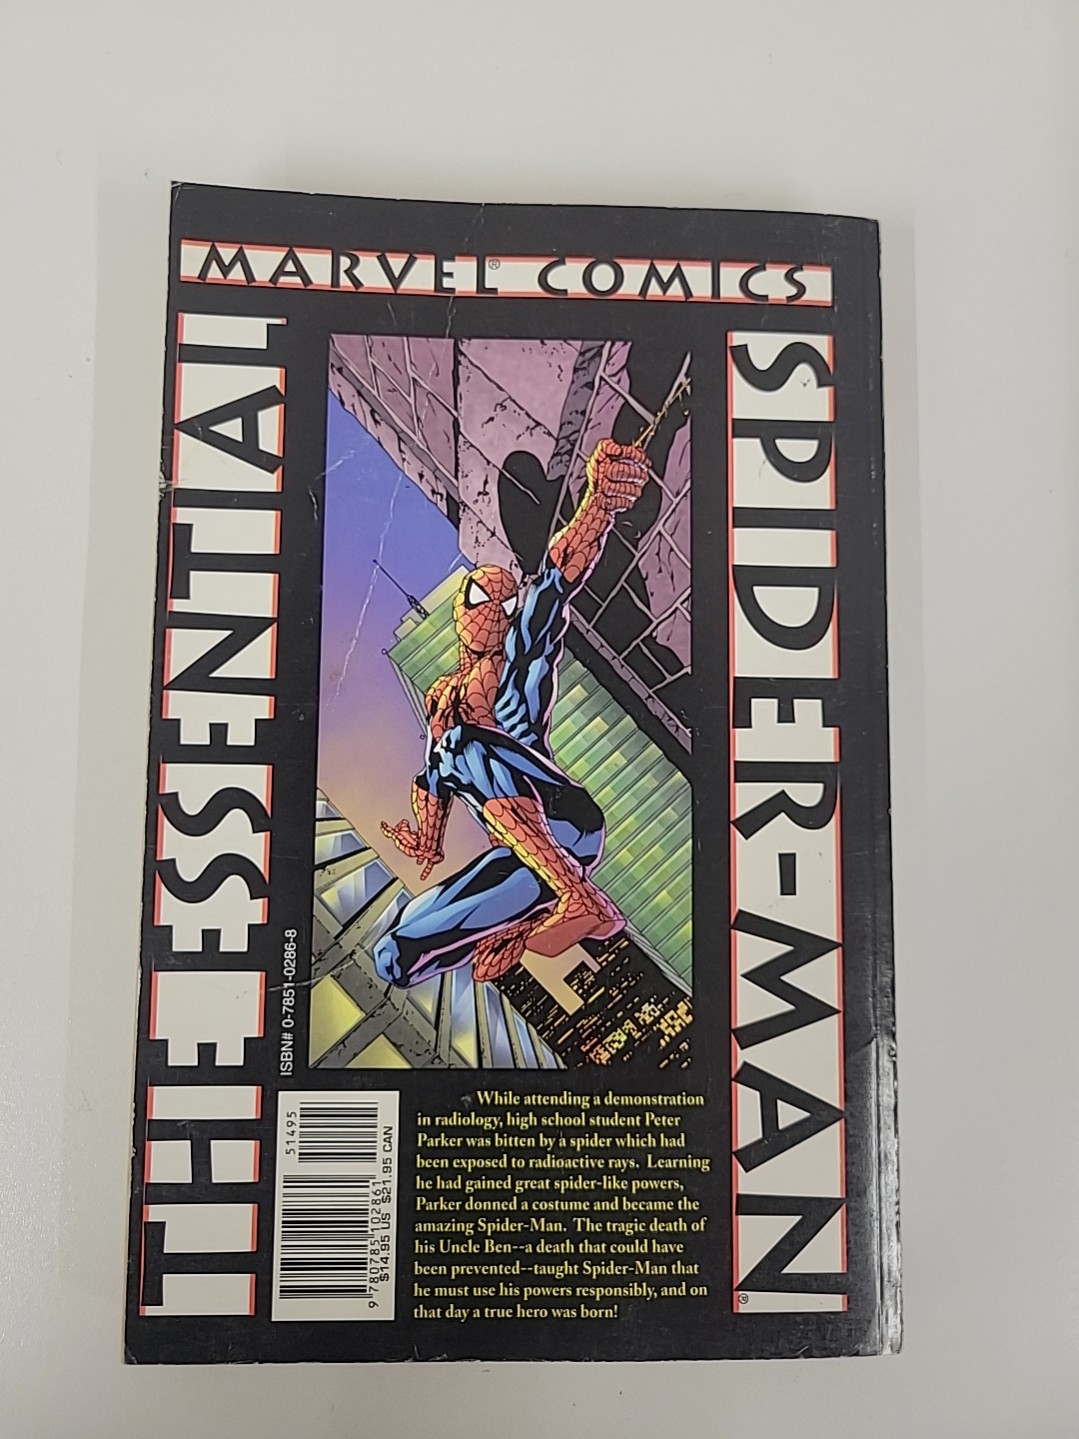 MARVEL® COMICS
THE ESSENTIAL
SPIDER-MAN®
ISBN# 0-7851-0286-8
51495
9 780785 102861
$14.95 US $21.95 CAN
While attending a demonstration
in radiology, high school student Peter
Parker was bitten by a spider which had
been exposed to radioactive rays. Learning
he had gained great spider-like powers,
Parker donned a costume and became the
amazing Spider-Man. The tragic death of
his Uncle Ben--a death that could have
been prevented--taught Spider-Man that
he must use his powers responsibly, and on
that day a true hero was born!